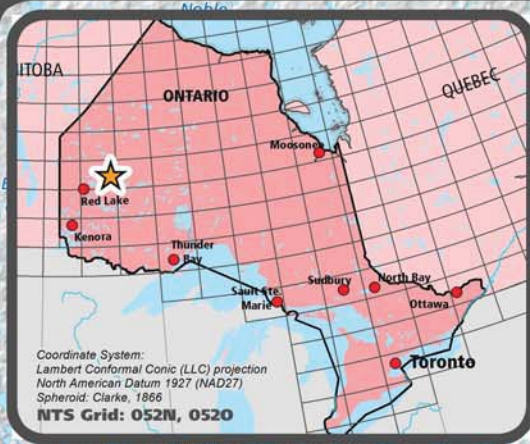 Noble
ITOBA
ONTARIO
QUEBEC
Moosonee
Red Lake
Kenora
Thunder
Bay
Sault Ste.
Marie
Sudbury
North Bay
Ottawa
Toronto
Coordinate System:
Lambert Conformal Conic (LLC) projection
North American Datum 1927 (NAD27)
Spheroid: Clarke, 1866
NTS Grid: 052N, 052O